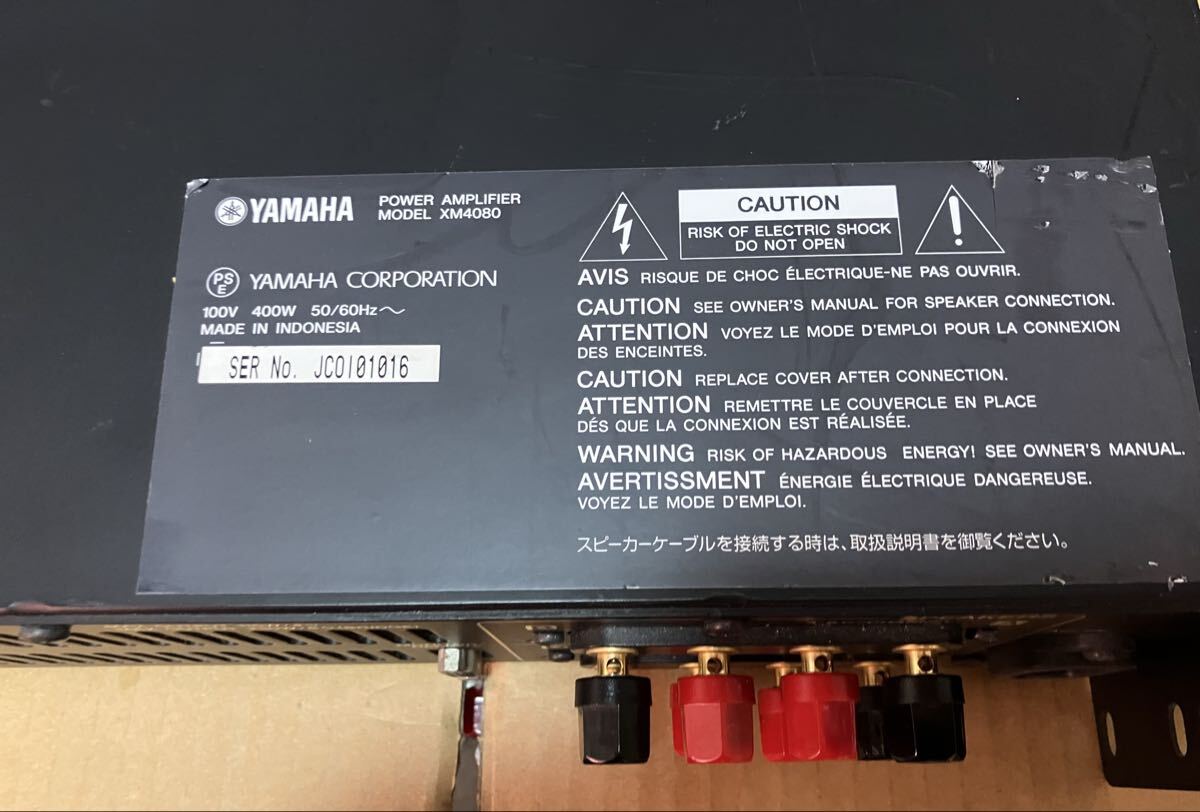 YAMAHA
POWER AMPLIFIER
MODEL XM4080
PSE YAMAHA CORPORATION
100V 400W 50/60Hz～
MADE IN INDONESIA
SER No. JCOI01016
CAUTION
RISK OF ELECTRIC SHOCK
DO NOT OPEN
AVIS RISQUE DE CHOC ÉLECTRIQUE-NE PAS OUVRIR.
CAUTION SEE OWNER'S MANUAL FOR SPEAKER CONNECTION.
ATTENTION VOYEZ LE MODE D'EMPLOI POUR LA CONNEXION
DES ENCEINTES.
CAUTION REPLACE COVER AFTER CONNECTION.
ATTENTION REMETTRE LE COUVERCLE EN PLACE
DÈS QUE LA CONNEXION EST RÉALISÉE.
WARNING RISK OF HAZARDOUS ENERGY! SEE OWNER'S MANUAL.
AVERTISSMENT ÉNERGIE ÉLECTRIQUE DANGEREUSE.
VOYEZ LE MODE D'EMPLOI.
スピーカーケーブルを接続する時は、取扱説明書を御覧ください。